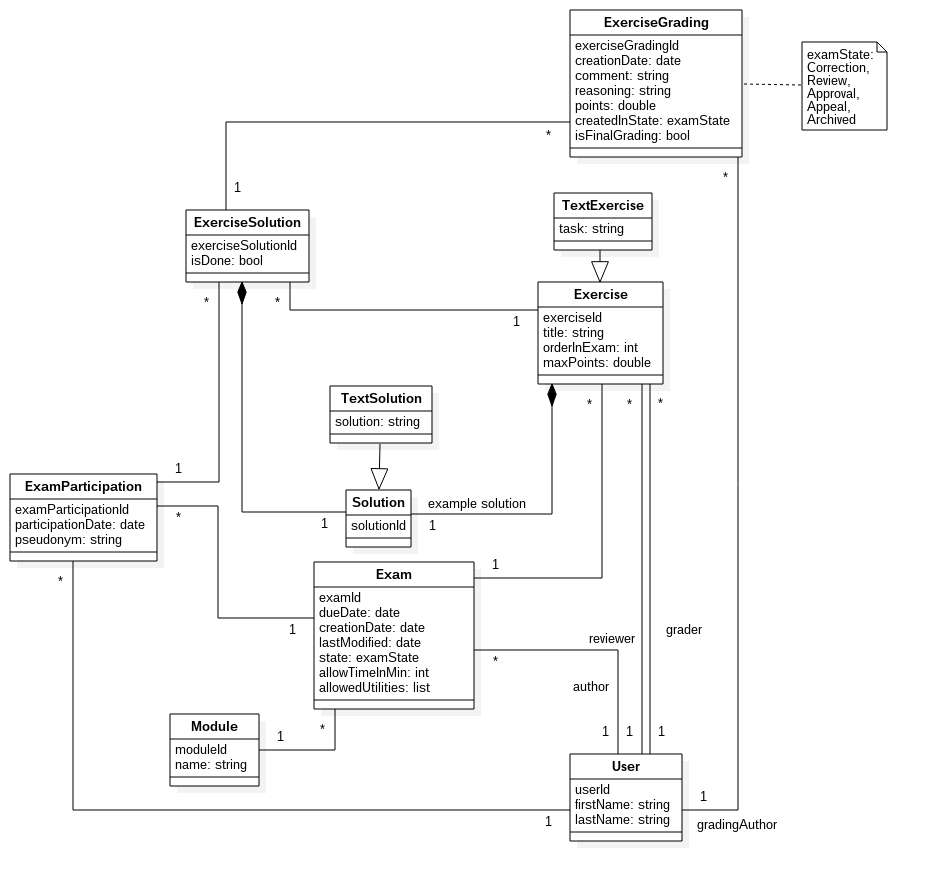 ExerciseGrading
exerciseGradingId
creationDate: date
comment: string
reasoning: string
points: double
createdInState: examState
isFinalGrading: bool
examState:
Correction,
Review,
Approval,
Appeal,
Archived
*
*
1
TextExercise
task: string
ExerciseSolution
exerciseSolutionId
isDone: bool
Exercise
exerciseId
title: string
orderInExam: int
maxPoints: double
*
*
1
TextSolution
solution: string
*
*
*
1
ExamParticipation
examParticipationId
participationDate: date
pseudonym: string
*
Solution
solutionId
example solution
1
1
*
Exam
examId
dueDate: date
creationDate: date
lastModified: date
state: examState
allowTimeInMin: int
allowedUtilities: list
1
1
reviewer
grader
*
author
Module
moduleId
name: string
1
*
1
1
1
User
userId
firstName: string
lastName: string
1
gradingAuthor
1